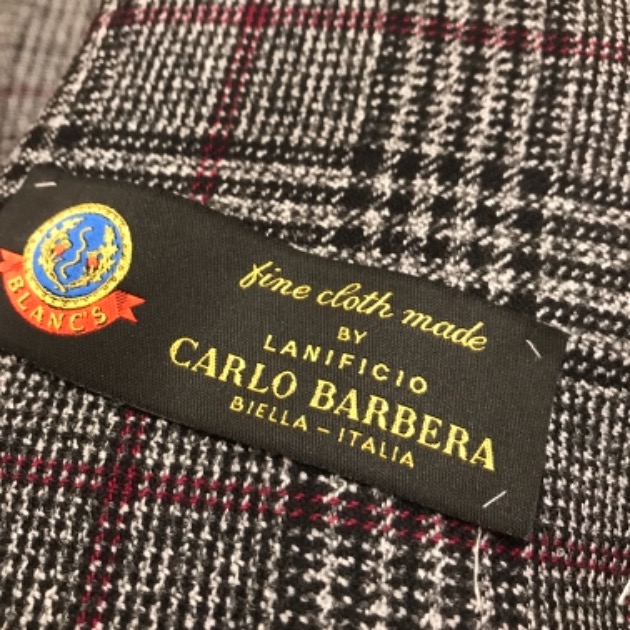 BLANC'S
fine cloth made
BY
LANIFICIO
CARLO BARBERA
BIELLA - ITALIA